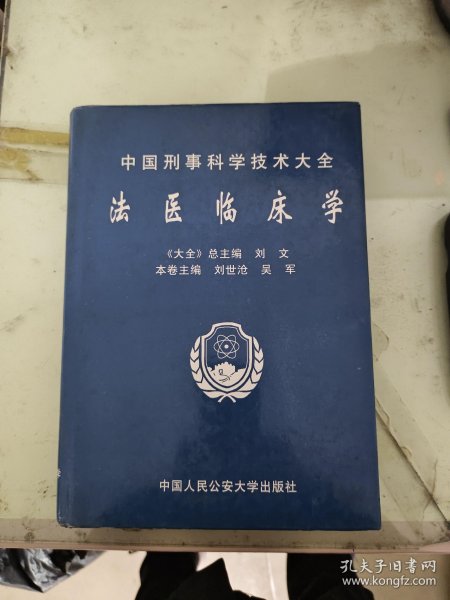 中国刑事科学技术大全
法医临床学
《大全》总主编 刘文
本卷主编 刘世沧 吴军
中国人民公安大学出版社
孔夫子旧书网
www.kongfz.com